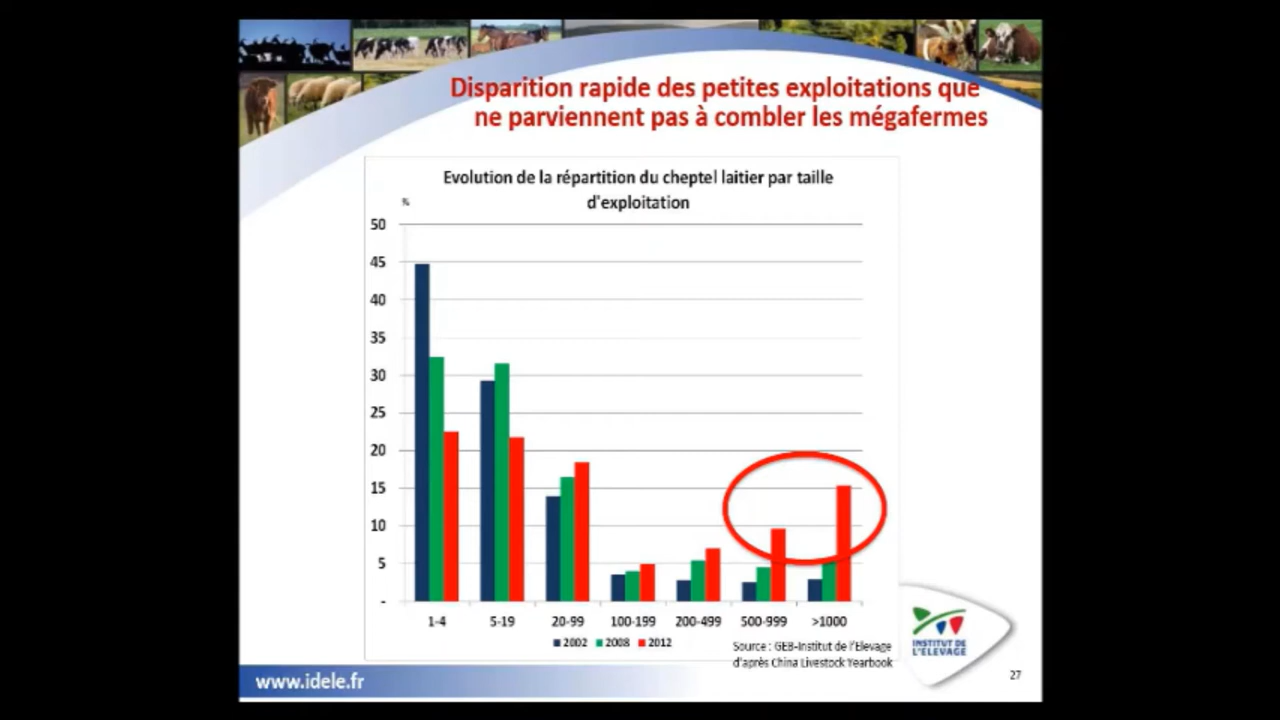 Disparition rapide des petites exploitations que
ne parviennent pas à combler les mégafermes
Evolution de la répartition du cheptel laitier par taille
d'exploitation
%
50
45
40
35
30
25
20
15
10
5
-
1-4 5-19 20-99 100-199 200-499 500-999 >1000
2002 2008 2012
Source : GEB-Institut de l'Elevage
d'après China Livestock Yearbook
INSTITUT DE
L'ELEVAGE
www.idele.fr
27